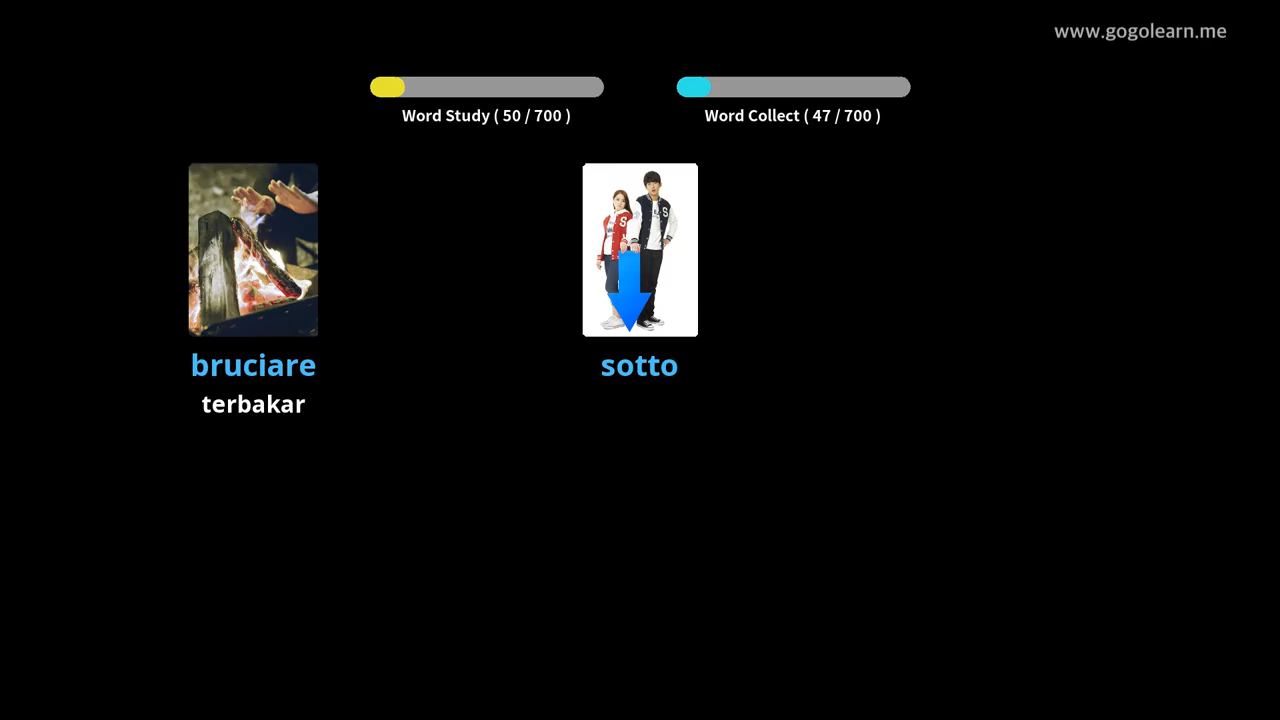 www.gogolearn.me
Word Study ( 50 / 700 )
Word Collect ( 47 / 700 )
S
S
bruciare
sotto
terbakar